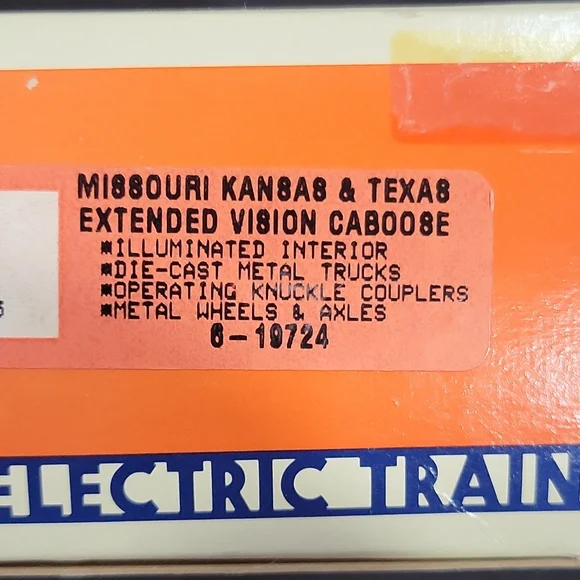 MISSOURI KANSAS & TEXAS
EXTENDED VISION CABOOSE
*ILLUMINATED INTERIOR
*DIE-CAST METAL TRUCKS
*OPERATING KNUCKLE COUPLERS
*METAL WHEELS & AXLES
6-19724
ELECTRIC TRAIN